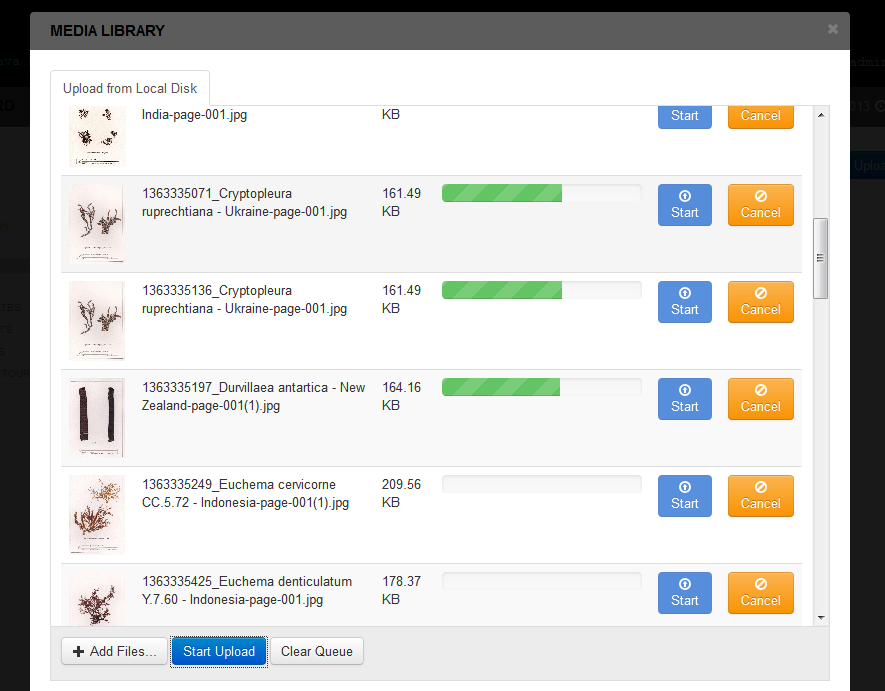 MEDIA LIBRARY
Upload from Local Disk
India-page-001.jpg
KB
Start
Cancel
1363335071_Cryptopleura
ruprechtiana - Ukraine-page-001.jpg
161.49
KB
Start
Cancel
1363335136_Cryptopleura
ruprechtiana - Ukraine-page-001.jpg
161.49
KB
Start
Cancel
1363335197_Durvillaea antartica - New
Zealand-page-001(1).jpg
164.16
KB
Start
Cancel
1363335249_Euchema cervicorne
CC.5.72 - Indonesia-page-001(1).jpg
209.56
KB
Start
Cancel
1363335425_Euchema denticulatum
Y.7.60 - Indonesia-page-001.jpg
178.37
KB
Start
Cancel
Add Files...
Start Upload
Clear Queue
admin
013
Uploa
TOUR